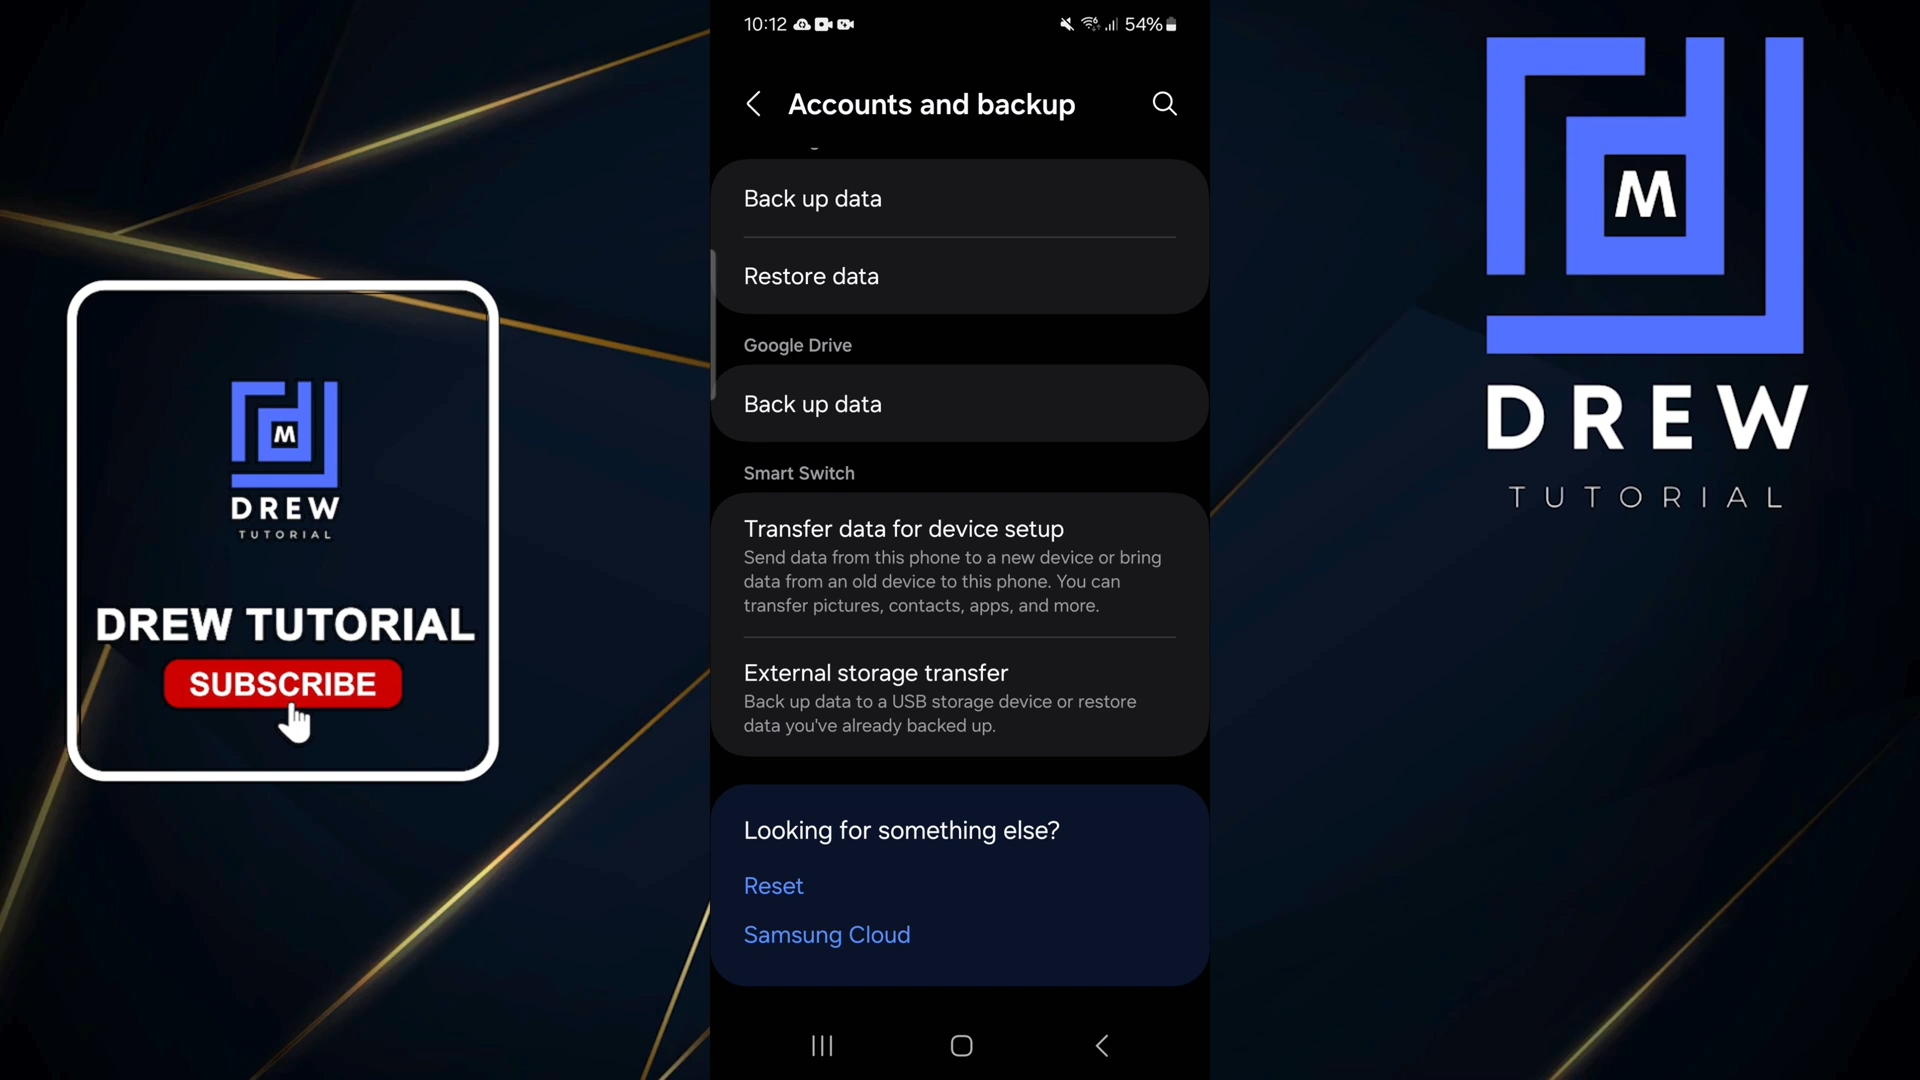 10:12
54%
Accounts and backup
Back up data
Restore data
Google Drive
Back up data
Smart Switch
Transfer data for device setup
Send data from this phone to a new device or bring
data from an old device to this phone. You can
transfer pictures, contacts, apps, and more.
External storage transfer
Back up data to a USB storage device or restore
data you've already backed up.
Looking for something else?
Reset
Samsung Cloud
M
DREW
TUTORIAL
DREW TUTORIAL
SUBSCRIBE
M
DREW
TUTORIAL